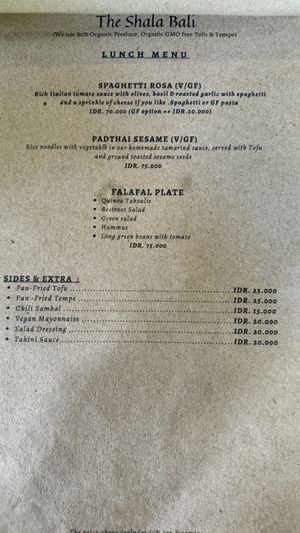 The Shala Bali
(We use 80% Organic Produce, Organic GMO free Tofu & Tempe)
LUNCH MENU
SPAGHETTI ROSA (V/GF)
Rich Italian tomato sauce with olives, basil & roasted garlic with spaghetti
and a sprinkle of cheese if you like .Spaghetti or GF pasta
IDR. 70.000 (GF option ++ IDR.10.000)
PADTHAI SESAME (V/GF)
Rice noodles with vegetable in our homemade tamarind sauce, served with Tofu
and ground toasted sesame seeds
IDR. 75.000
FALAFAL PLATE
• Quinoa Taboulie
• Beetroot Salad
• Green salad
• Hummus
• Long green beans with tomato
IDR. 75.000
SIDES & EXTRA :
• Pan-Fried Tofu ........ IDR. 25.000
• Pan-Fried Tempe ........ IDR. 25.000
• Chili Sambal ........ IDR. 15.000
• Vegan Mayonnaise ........ IDR. 20.000
• Salad Dressing ........ IDR. 20.000
• Tahini Sauce ........ IDR. 20.000